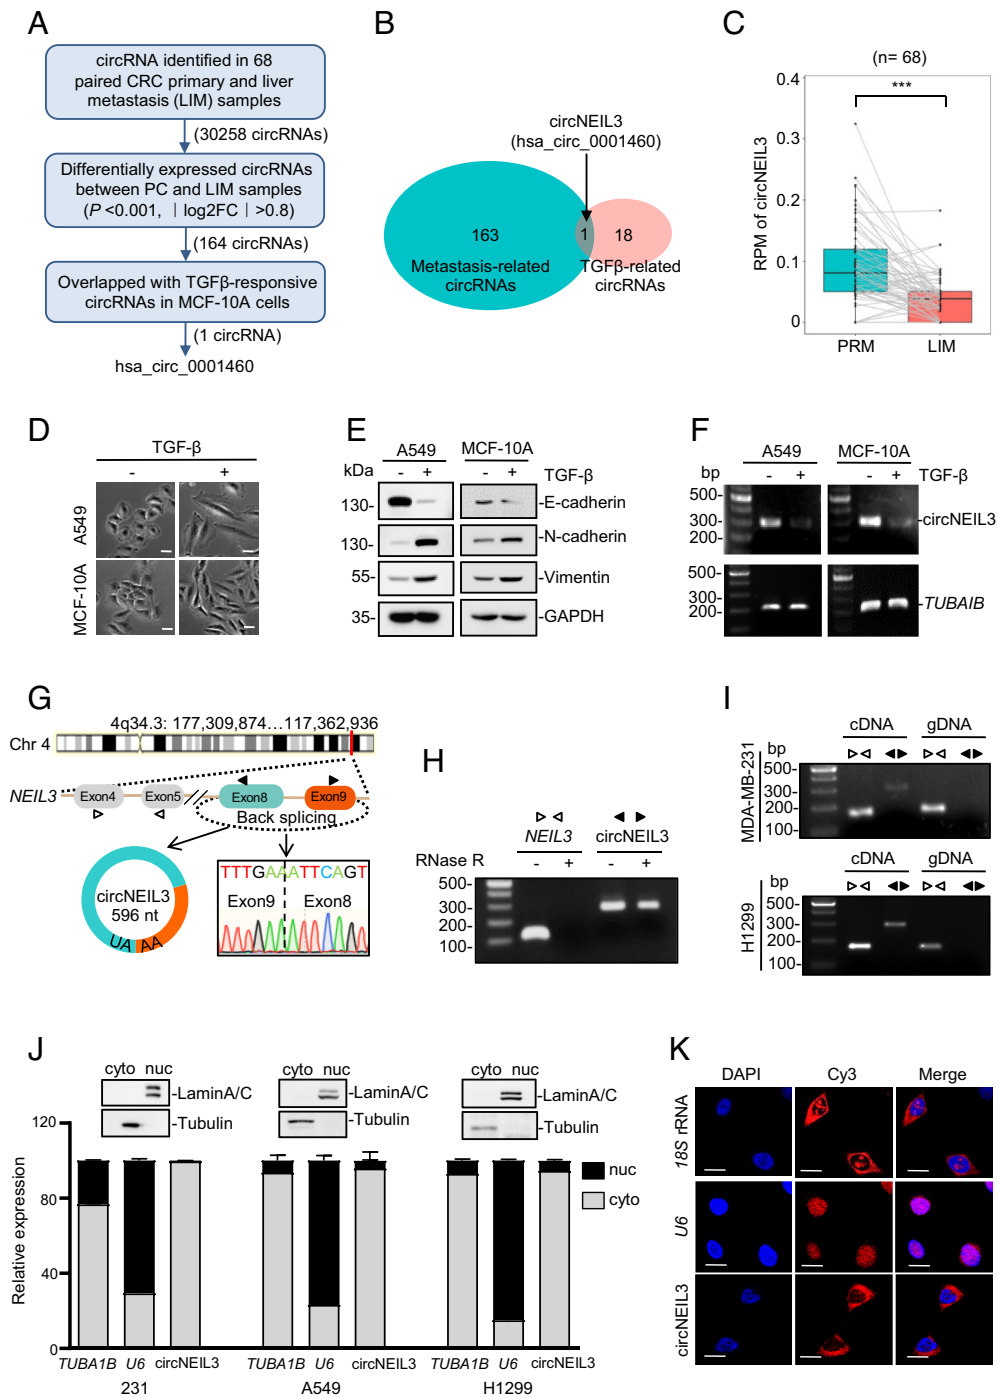 A
circRNA identified in 68
paired CRC primary and liver
metastasis (LIM) samples
(30258 circRNAs)
Differentially expressed circRNAs
between PC and LIM samples
(P <0.001, | log2FC | >0.8)
(164 circRNAs)
Overlapped with TGFβ-responsive
circRNAs in MCF-10A cells
(1 circRNA)
hsa_circ_0001460
B
circNEIL3
(hsa_circ_0001460)
163
1
18
Metastasis-related
circRNAs
TGFβ-related
circRNAs
C
(n= 68)
***
RPM of circNEIL3
0.4
0.3
0.2
0.1
0
PRM
LIM
D
TGF-β
- +
A549
MCF-10A
E
A549 MCF-10A
kDa - + - + TGF-β
130- -E-cadherin
130- -N-cadherin
55- -Vimentin
35- -GAPDH
F
A549 MCF-10A
bp - + - + TGF-β
500-
300-
200-
-circNEIL3
500-
300-
200-
-TUBAIB
G
4q34.3: 177,309,874...117,362,936
Chr 4
NEIL3
Exon4
Exon5
Exon8
Exon9
Back splicing
circNEIL3
596 nt
UA AA
TTTGAAATTCAGT
Exon9 Exon8
H
NEIL3 circNEIL3
RNase R - + - +
500-
300-
200-
100-
I
cDNA gDNA
bp
MDA-MB-231
500-
300-
200-
100-
cDNA gDNA
bp
H1299
500-
300-
200-
100-
J
cyto nuc
-LaminA/C
-Tubulin
cyto nuc
-LaminA/C
-Tubulin
cyto nuc
-LaminA/C
-Tubulin
Relative expression
120
80
40
0
nuc
cyto
TUBA1B U6 circNEIL3
231
TUBA1B U6 circNEIL3
A549
TUBA1B U6 circNEIL3
H1299
K
DAPI Cy3 Merge
18S rRNA
U6
circNEIL3